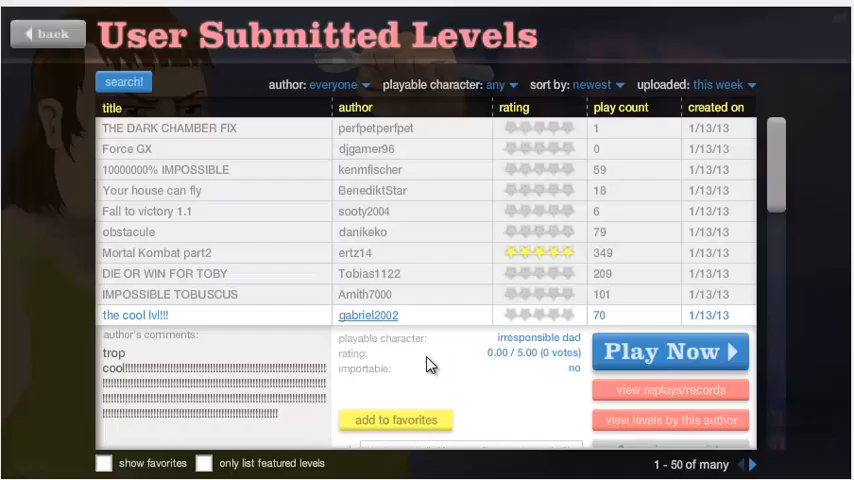 back
User Submitted Levels
search!
author: everyone playable character: any sort by: newest uploaded: this week
title author rating play count created on
THE DARK CHAMBER FIX perfpetperfpet 1 1/13/13
Force GX djgamer96 0 1/13/13
10000000% IMPOSSIBLE kenmfischer 59 1/13/13
Your house can fly BenediktStar 18 1/13/13
Fall to victory 1.1 sooty2004 6 1/13/13
obstacule danikeko 79 1/13/13
Mortal Kombat part2 ertz14 349 1/13/13
DIE OR WIN FOR TOBY Tobias1122 209 1/13/13
IMPOSSIBLE TOBUSCUS Amith7000 101 1/13/13
the cool lvl!!! gabriel2002 70 1/13/13
author's comments:
trop
cool!!!!!!!!!!!!!!!!!!!!!!!!!!!!!!!!!!!!!!!!!!!!!!!!!!!!!!
!!!!!!!!!!!!!!!!!!!!!!!!!!!!!!!!!!!!!!!!!!!!!!!!!!!!!!!!!!!!
!!!!!!!!!!!!!!!!!!!!!!!!!!!!!!!!!!!!!!!!!!!!!!!!!!!!!!!!!!!!
!!!!!!!!!!!!!!!!!!!!!!!!!!!!!!!!!!!!!!!!!!!!!!!
playable character: irresponsible dad
rating: 0.00 / 5.00 (0 votes)
importable: no
add to favorites
Play Now
view replays/records
view levels by this author
show favorites only list featured levels
1 - 50 of many